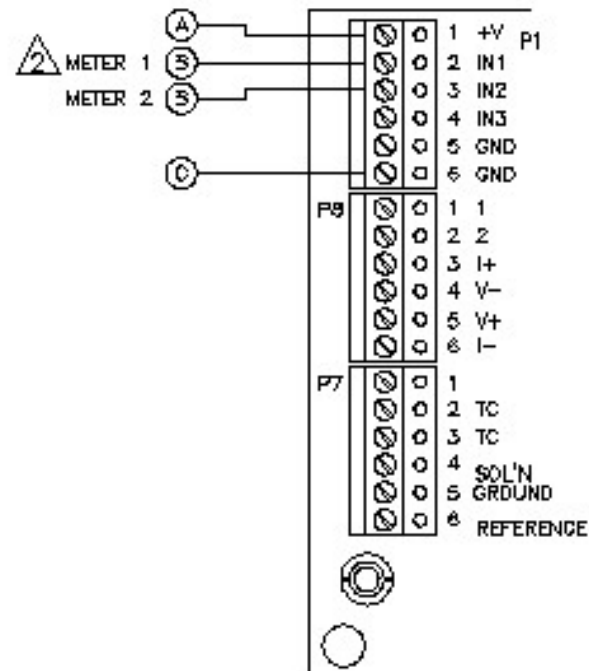 A
1 +V P1
2 METER 1 B 2 IN1
METER 2 B 3 IN2
4 IN3
5 GND
C 6 GND
P8 1 1
2 2
3 I+
4 V-
5 V+
6 I-
P7 1
2 TC
3 TC
4 SOL'N
5 GROUND
6 REFERENCE